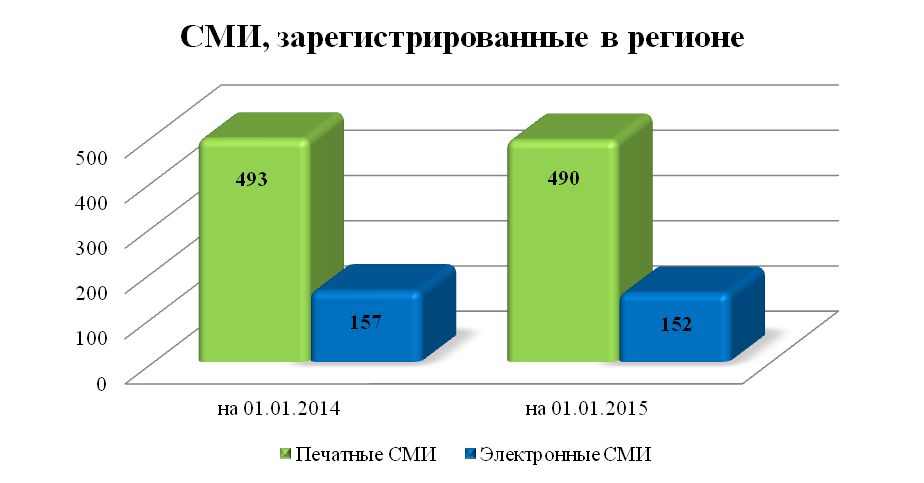 СМИ, зарегистрированные в регионе
500
400
300
200
100
0
493
157
490
152
на 01.01.2014
на 01.01.2015
Печатные СМИ
Электронные СМИ